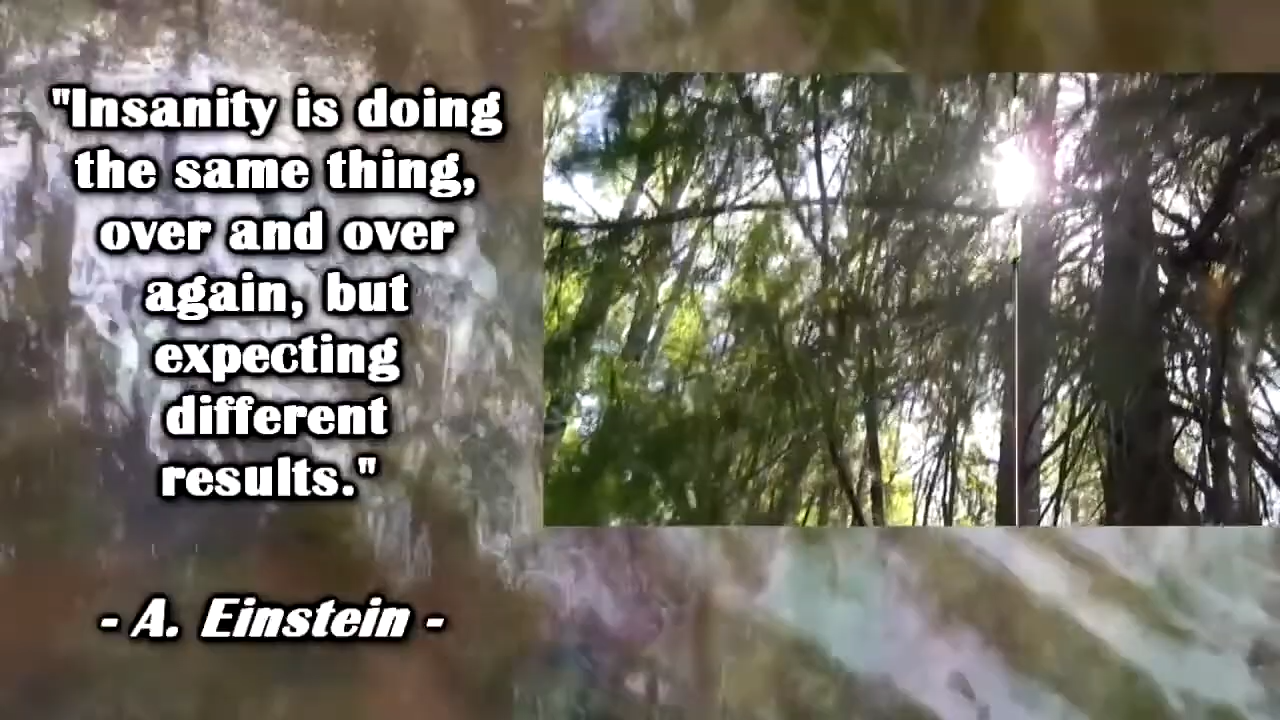 "Insanity is doing
the same thing,
over and over
again, but
expecting
different
results."
- A. Einstein -